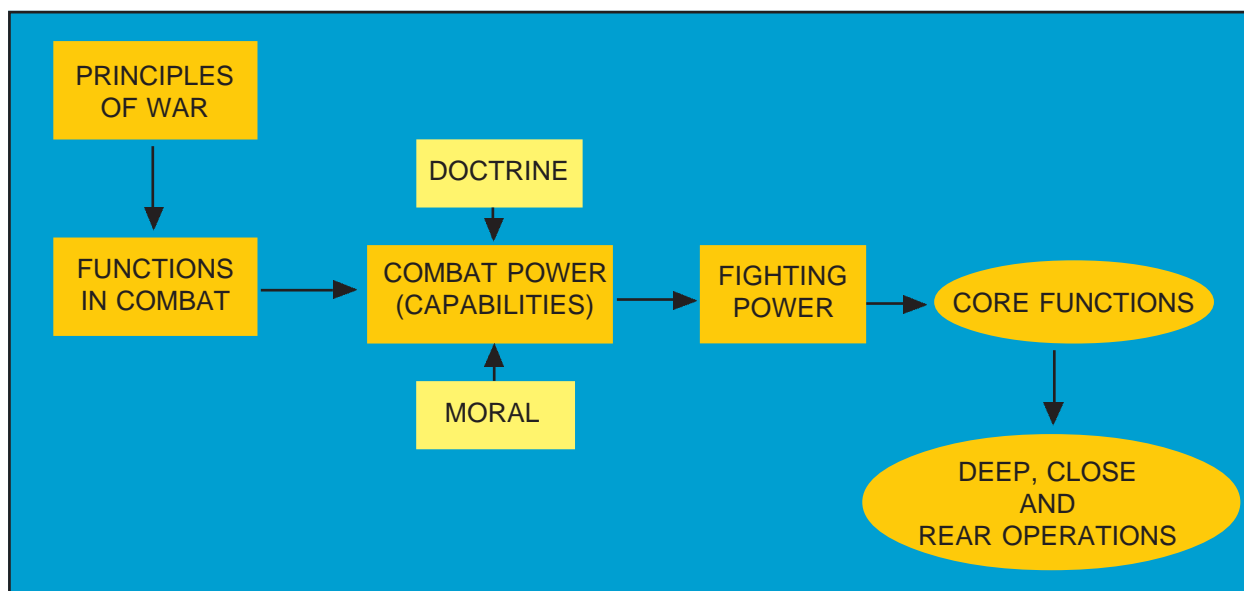 PRINCIPLES
OF WAR
DOCTRINE
FUNCTIONS
IN COMBAT
COMBAT POWER
(CAPABILITIES)
FIGHTING
POWER
CORE FUNCTIONS
MORAL
DEEP, CLOSE
AND
REAR OPERATIONS